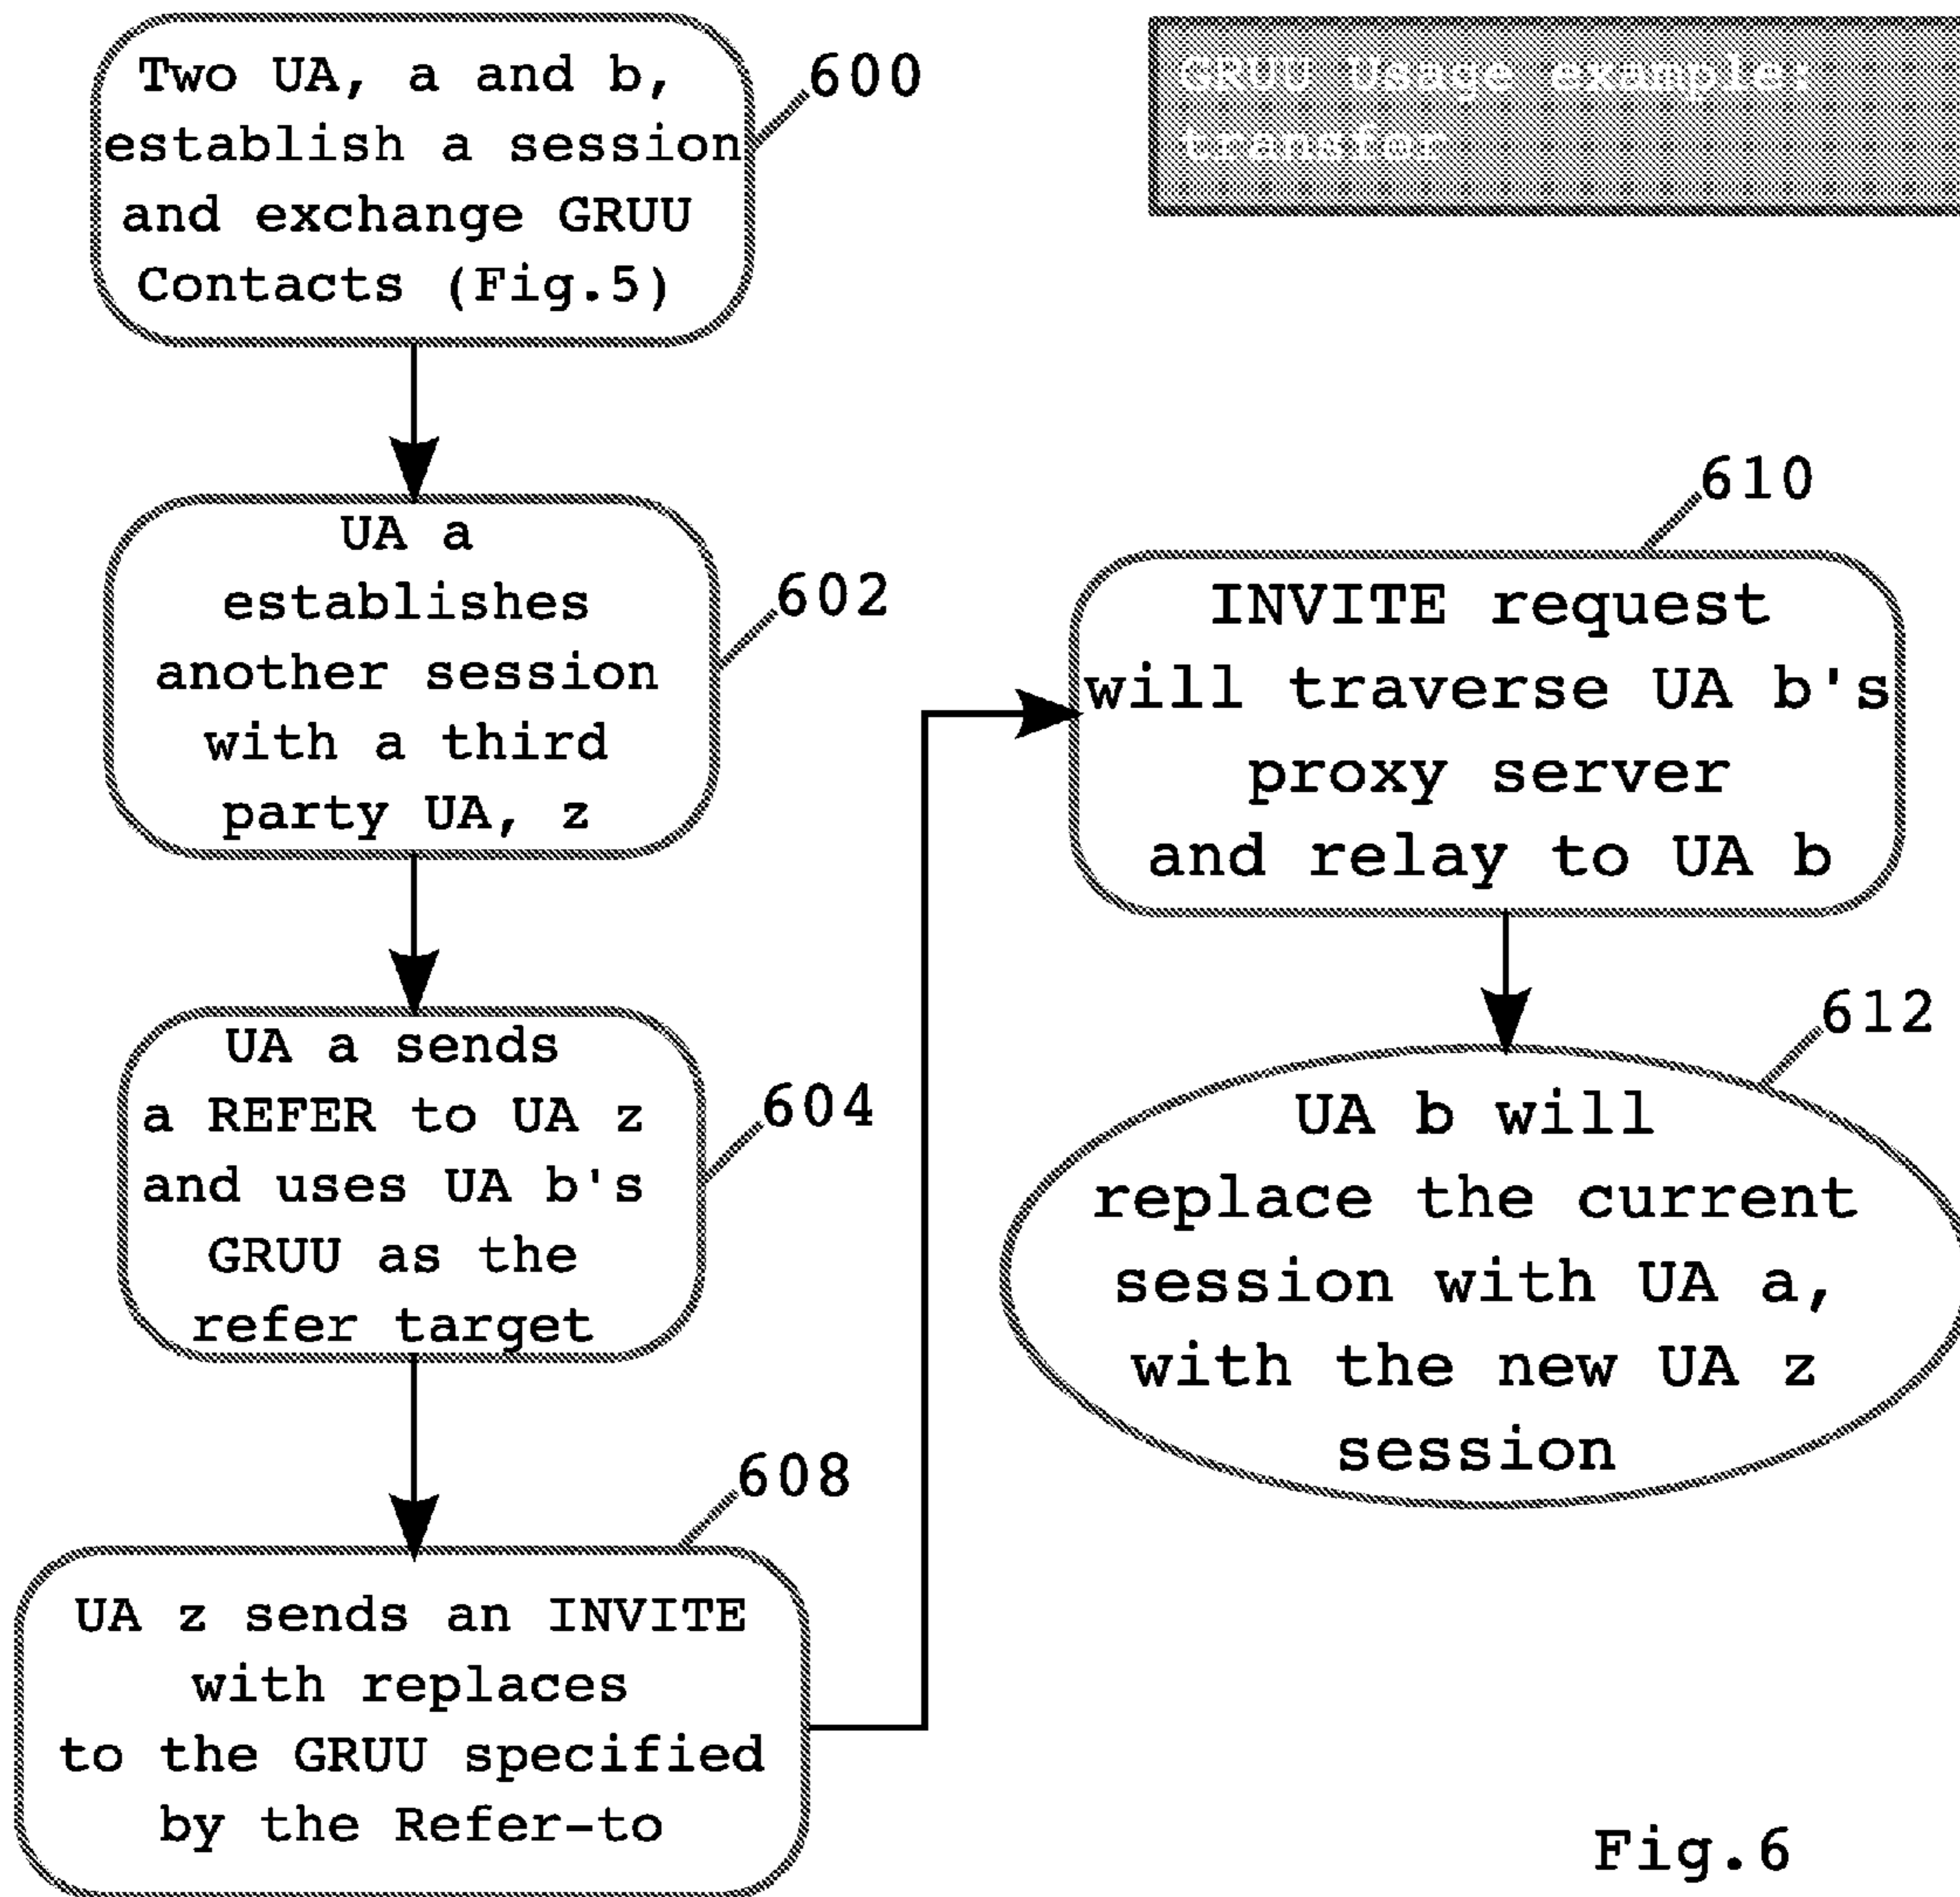 Two UA, a and b,
establish a session
and exchange GRUU
Contacts (Fig.5)
600
GRUU Usage example:
transfer
UA a
establishes
another session
with a third
party UA, z
602
UA a sends
a REFER to UA z
and uses UA b's
GRUU as the
refer target
604
UA z sends an INVITE
with replaces
to the GRUU specified
by the Refer-to
608
610
INVITE request
will traverse UA b's
proxy server
and relay to UA b
612
UA b will
replace the current
session with UA a,
with the new UA z
session
Fig.6